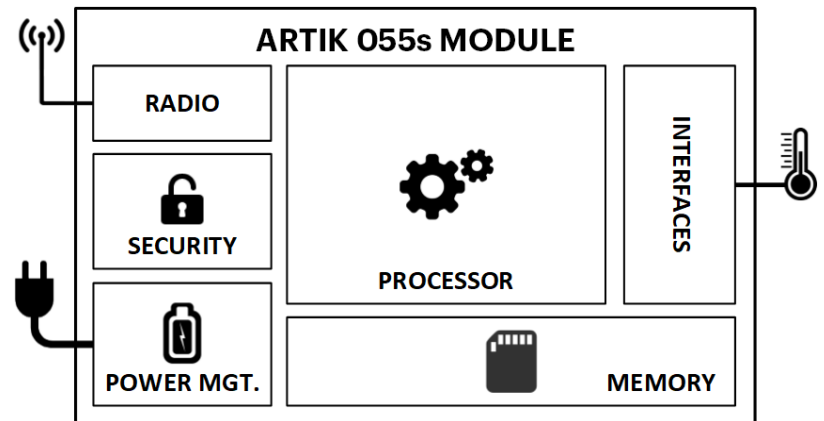 ARTIK 055s MODULE
RADIO
SECURITY
POWER MGT.
PROCESSOR
INTERFACES
MEMORY